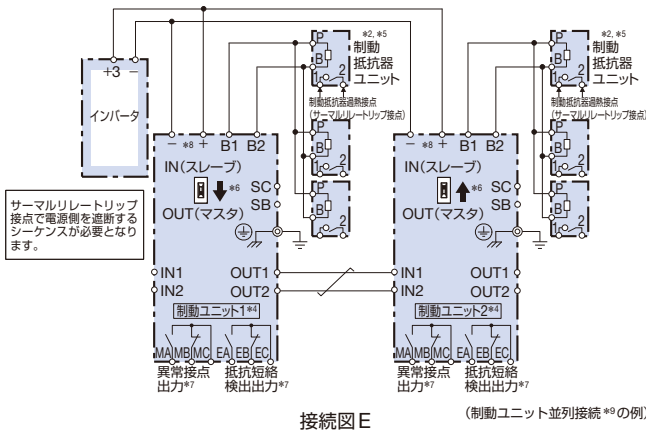 +3 −
インバータ
サーマルリレートリップ
接点で電源側を遮断する
シーケンスが必要となり
ます。
− *8 + B1 B2
IN(スレーブ)
*6
OUT(マスタ)
SC
SB
IN1
IN2
OUT1
OUT2
制動ユニット1*4
MA MB MC EA EB EC
異常接点
出力*7
抵抗短絡
検出出力*7
P
B
1 2
*2, *5
制動
抵抗器
ユニット
制動抵抗器過熱接点
(サーマルリレートリップ接点)
P
B
1 2
P
B
1 2
− *8 + B1 B2
IN(スレーブ)
*6
OUT(マスタ)
SC
SB
IN1
IN2
OUT1
OUT2
制動ユニット2*4
MA MB MC EA EB EC
異常接点
出力*7
抵抗短絡
検出出力*7
P
B
1 2
*2, *5
制動
抵抗器
ユニット
制動抵抗器過熱接点
(サーマルリレートリップ接点)
P
B
1 2
P
B
1 2
接続図E
(制動ユニット並列接続*9の例)